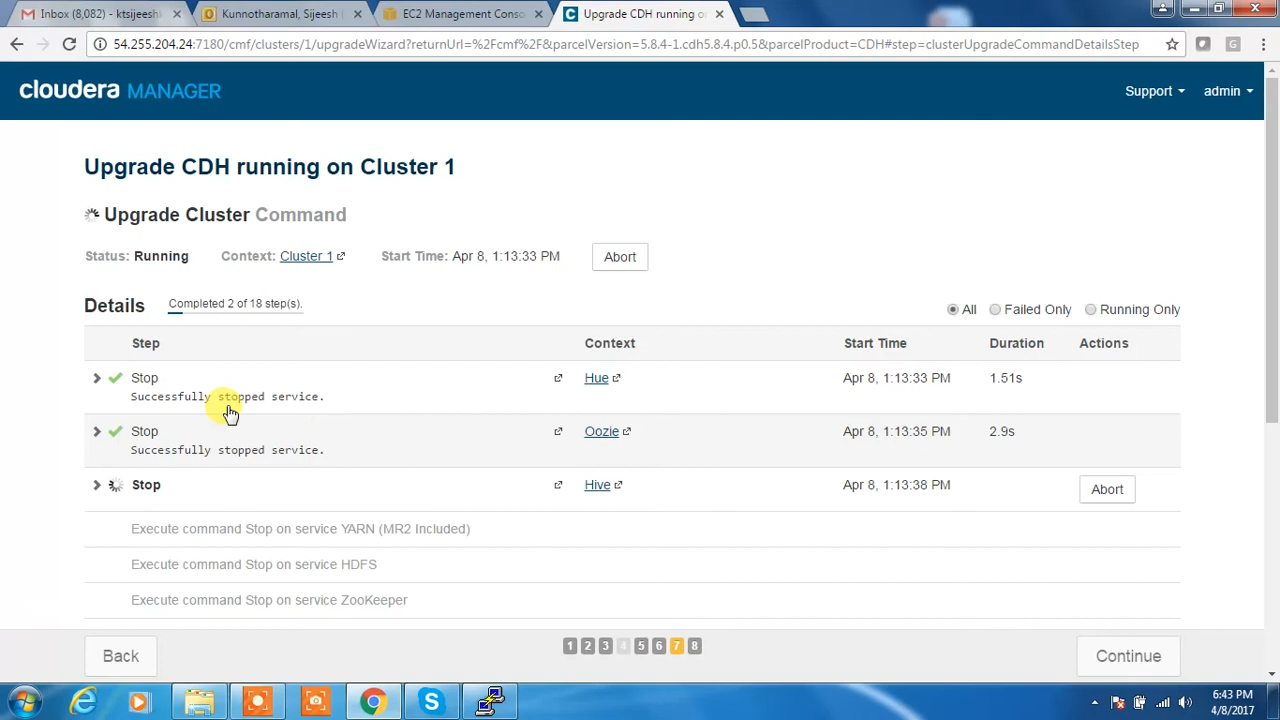 Inbox (8,082) - ktsijeesh
Kunnotharamal, Sijeesh (
EC2 Management Conso
Upgrade CDH running o
54.255.204.24:7180/cmf/clusters/1/upgradeWizard?returnUrl=%2Fcmf%2F&parcelVersion=5.8.4-1.cdh5.8.4.p0.5&parcelProduct=CDH#step=clusterUpgradeCommandDetailsStep
cloudera MANAGER
Support
admin
Upgrade CDH running on Cluster 1
Upgrade Cluster Command
Status: Running
Context: Cluster 1
Start Time: Apr 8, 1:13:33 PM
Abort
Details
Completed 2 of 18 step(s).
All
Failed Only
Running Only
Step
Context
Start Time
Duration
Actions
Stop
Hue
Apr 8, 1:13:33 PM
1.51s
Successfully stopped service.
Stop
Oozie
Apr 8, 1:13:35 PM
2.9s
Successfully stopped service.
Stop
Hive
Apr 8, 1:13:38 PM
Abort
Execute command Stop on service YARN (MR2 Included)
Execute command Stop on service HDFS
Execute command Stop on service ZooKeeper
Back
1 2 3 4 5 6 7 8
Continue
6:43 PM
4/8/2017